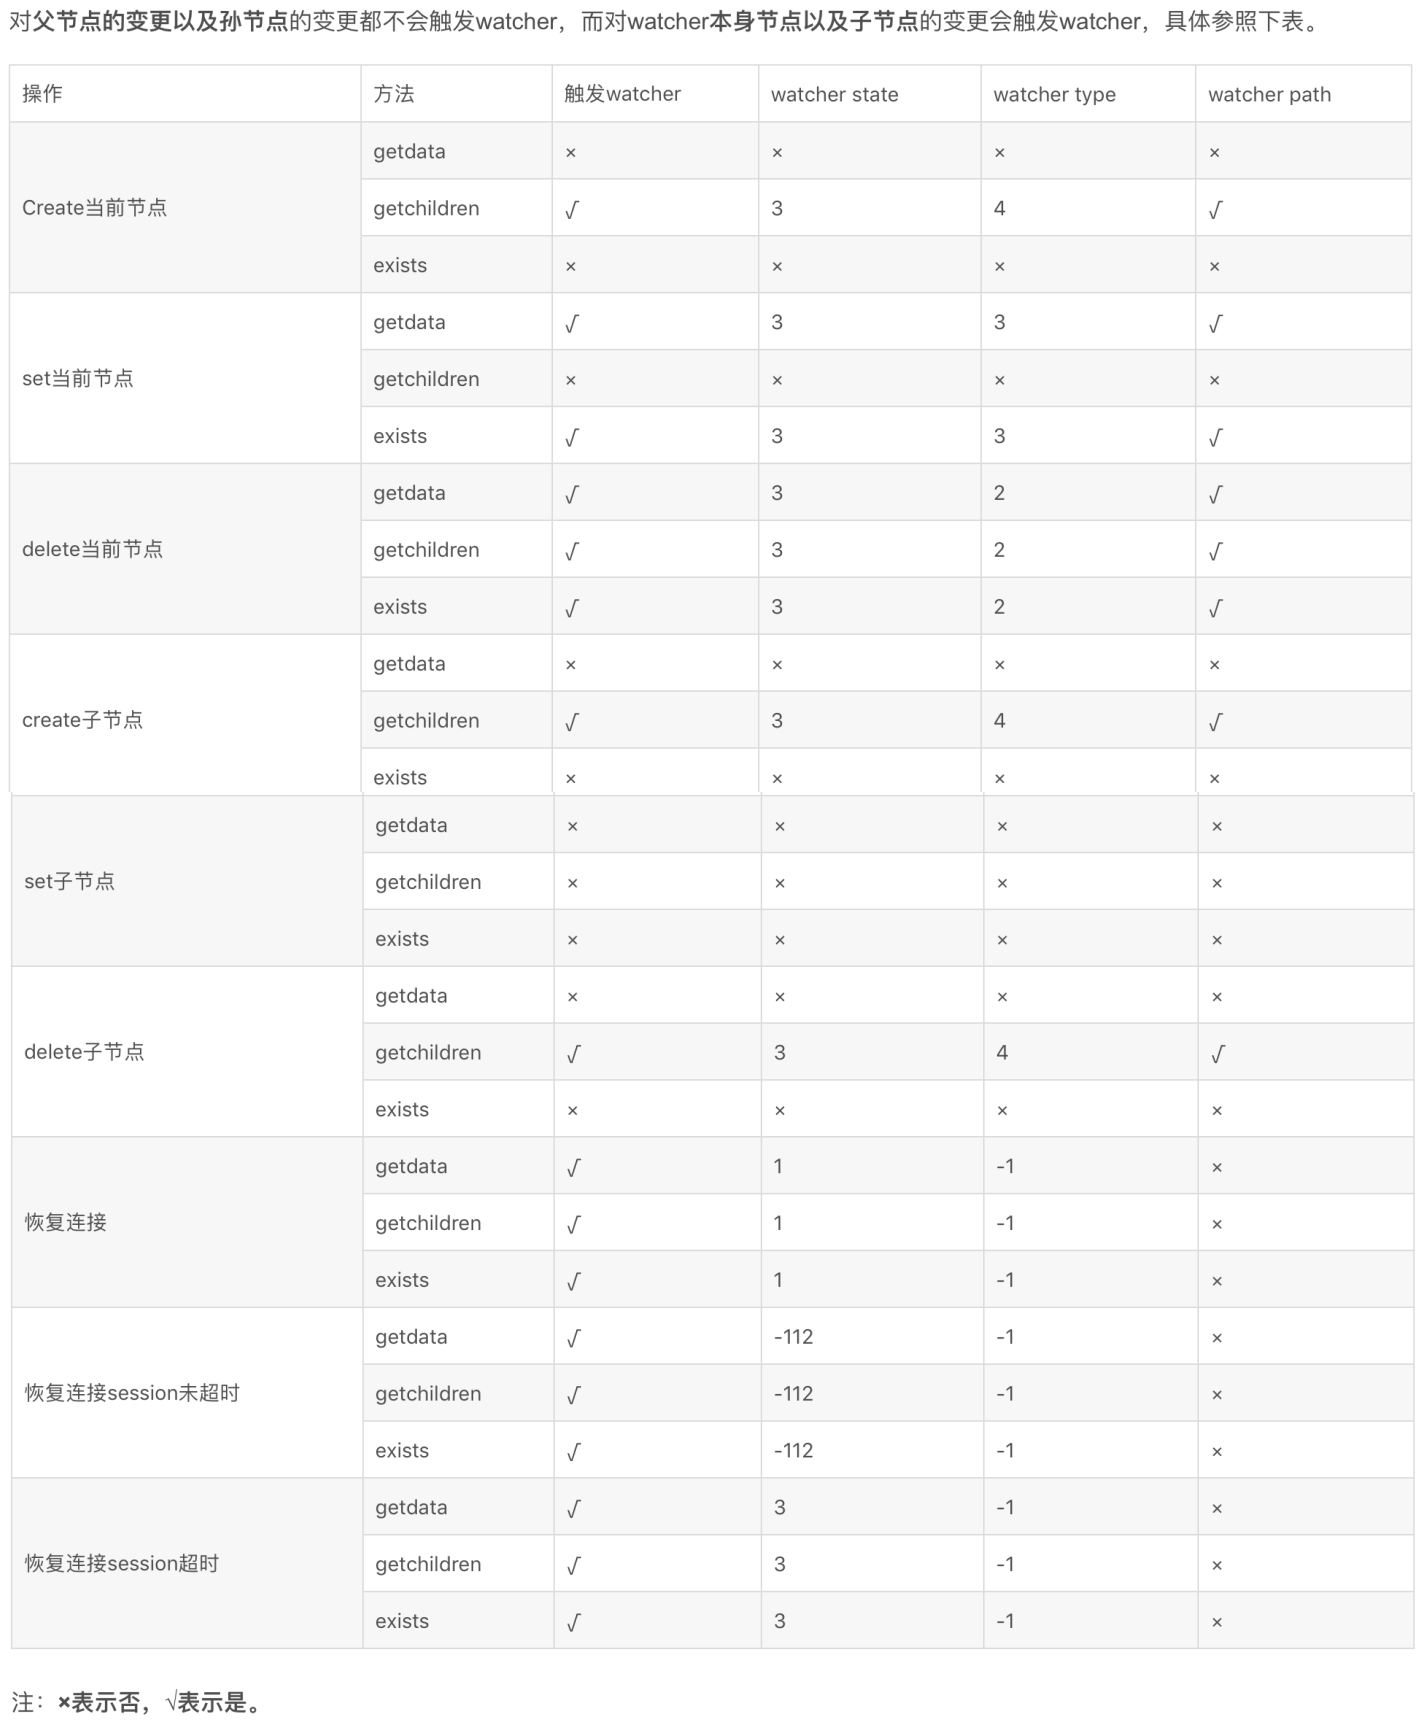 对父节点的变更以及孙节点的变更都不会触发watcher，而对watcher本身节点以及子节点的变更会触发watcher，具体参照下表。
操作 方法 触发watcher watcher state watcher type watcher path
Create当前节点
getdata × × × ×
getchildren √ 3 4 √
exists × × × ×
set当前节点
getdata √ 3 3 √
getchildren × × × ×
exists √ 3 3 √
delete当前节点
getdata √ 3 2 √
getchildren √ 3 2 √
exists √ 3 2 √
create子节点
getdata × × × ×
getchildren √ 3 4 √
exists × × × ×
set子节点
getdata × × × ×
getchildren × × × ×
exists × × × ×
delete子节点
getdata × × × ×
getchildren √ 3 4 √
exists × × × ×
恢复连接
getdata √ 1 -1 ×
getchildren √ 1 -1 ×
exists √ 1 -1 ×
恢复连接session未超时
getdata √ -112 -1 ×
getchildren √ -112 -1 ×
exists √ -112 -1 ×
恢复连接session超时
getdata √ 3 -1 ×
getchildren √ 3 -1 ×
exists √ 3 -1 ×
注：×表示否，√表示是。